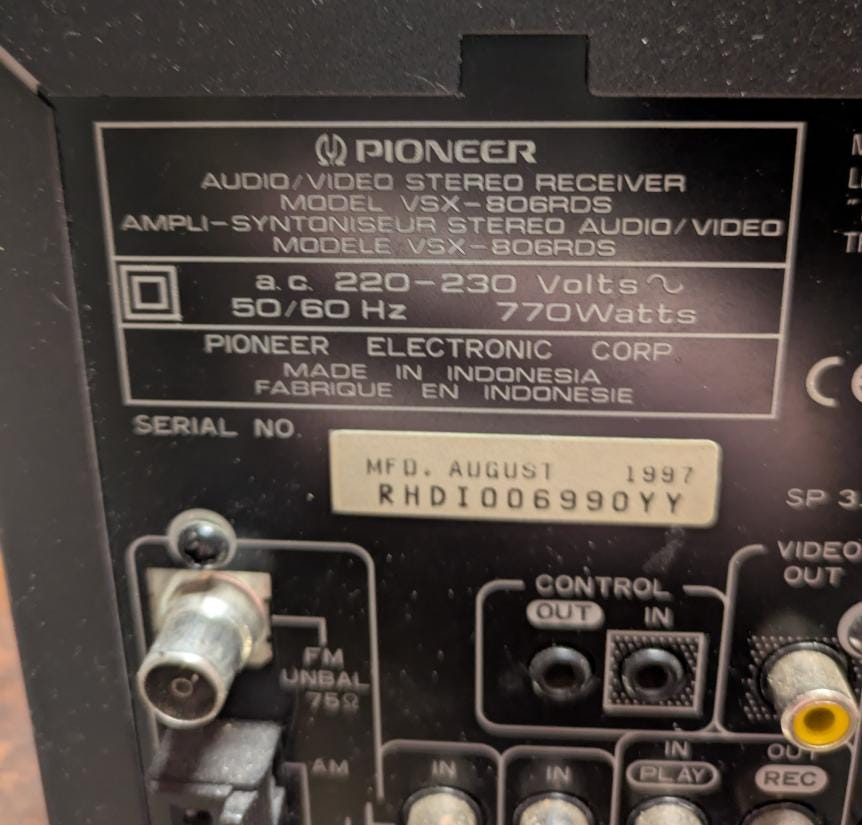 PIONEER
AUDIO/VIDEO STEREO RECEIVER
MODEL VSX-806RDS
AMPLI-SYNTONISEUR STEREO AUDIO/VIDEO
MODELE VSX-806RDS
a.c. 220-230 Volts~
50/60 Hz 770Watts
PIONEER ELECTRONIC CORP.
MADE IN INDONESIA
FABRIQUE EN INDONESIE
SERIAL NO.
MFD. AUGUST 1997
RHDI006990YY
SP 3
VIDEO
OUT
CONTROL
OUT IN
FM
UNBAL
75Ω
AM
IN
IN
IN
PLAY
OUT
REC